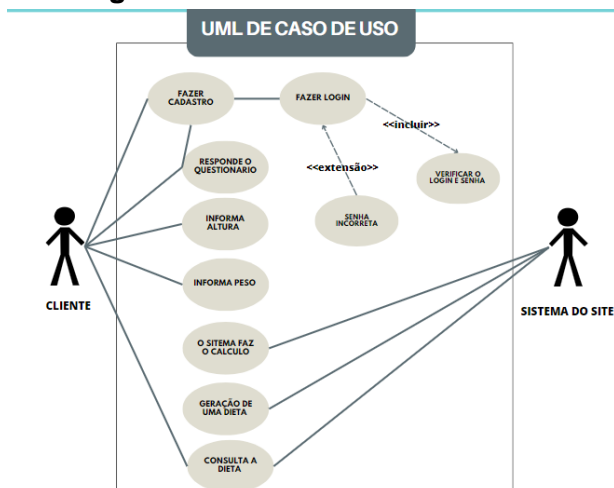 UML DE CASO DE USO
FAZER
CADASTRO
FAZER LOGIN
<<incluir>>
RESPONDE O
QUESTIONARIO
<<extensão>>
VERIFICAR O
LOGIN E SENHA
INFORMA
ALTURA
SENHA
INCORRETA
INFORMA PESO
CLIENTE
SISTEMA DO SITE
O SITEMA FAZ
O CALCULO
GERAÇÃO DE
UMA DIETA
CONSULTA A
DIETA